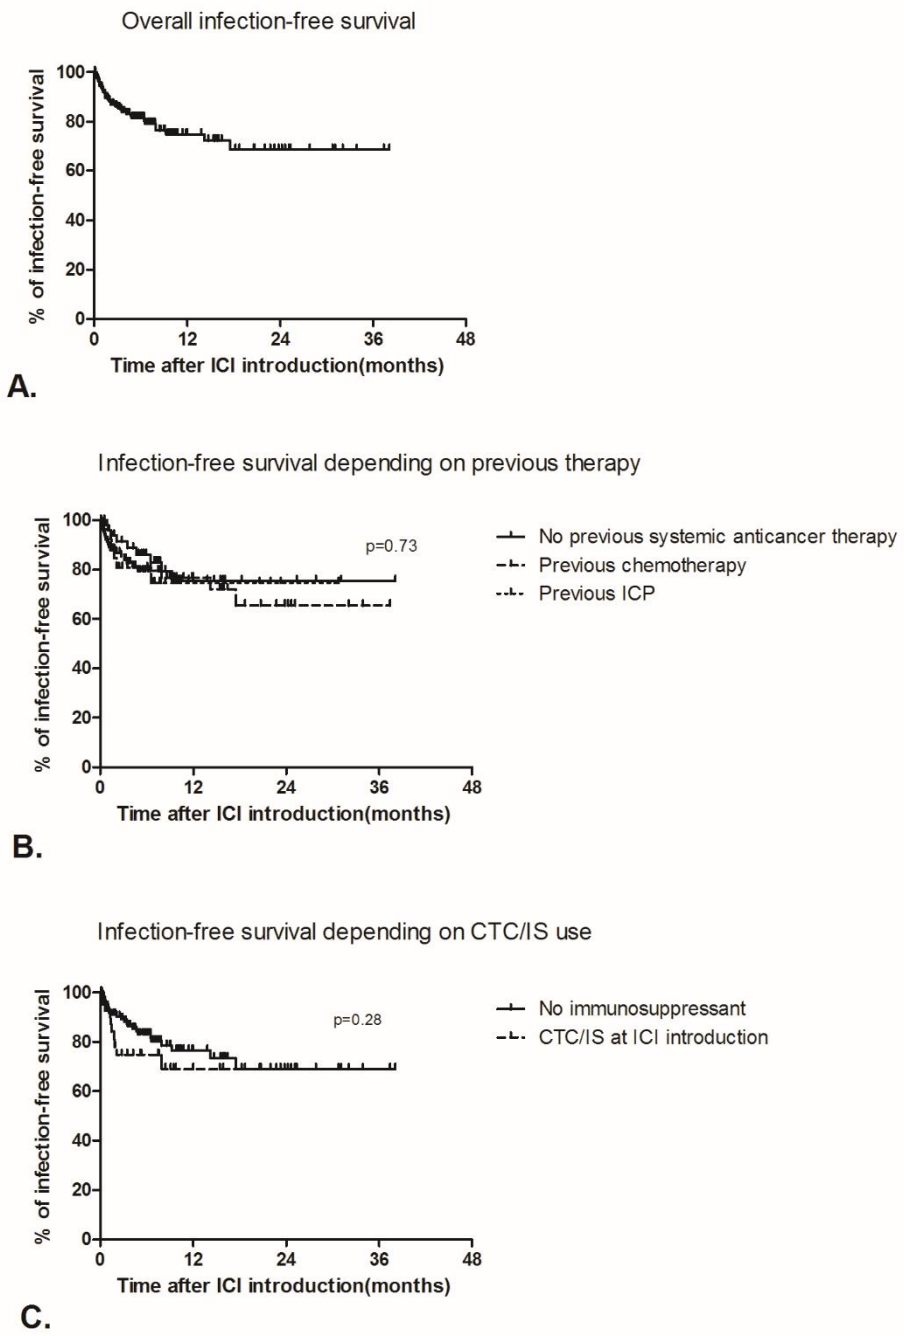 Overall infection-free survival
% of infection-free survival
100
80
60
40
20
0
0 12 24 36 48
Time after ICI introduction(months)
A.
Infection-free survival depending on previous therapy
% of infection-free survival
100
80
60
40
20
0
p=0.73
No previous systemic anticancer therapy
Previous chemotherapy
Previous ICP
0 12 24 36 48
Time after ICI introduction(months)
B.
Infection-free survival depending on CTC/IS use
% of infection-free survival
100
80
60
40
20
0
p=0.28
No immunosuppressant
CTC/IS at ICI introduction
0 12 24 36 48
Time after ICI introduction(months)
C.